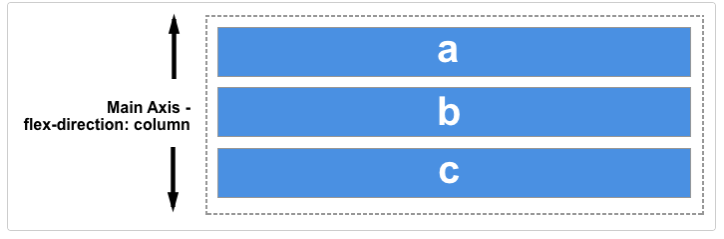 a
Main Axis -
flex-direction: column
b
c